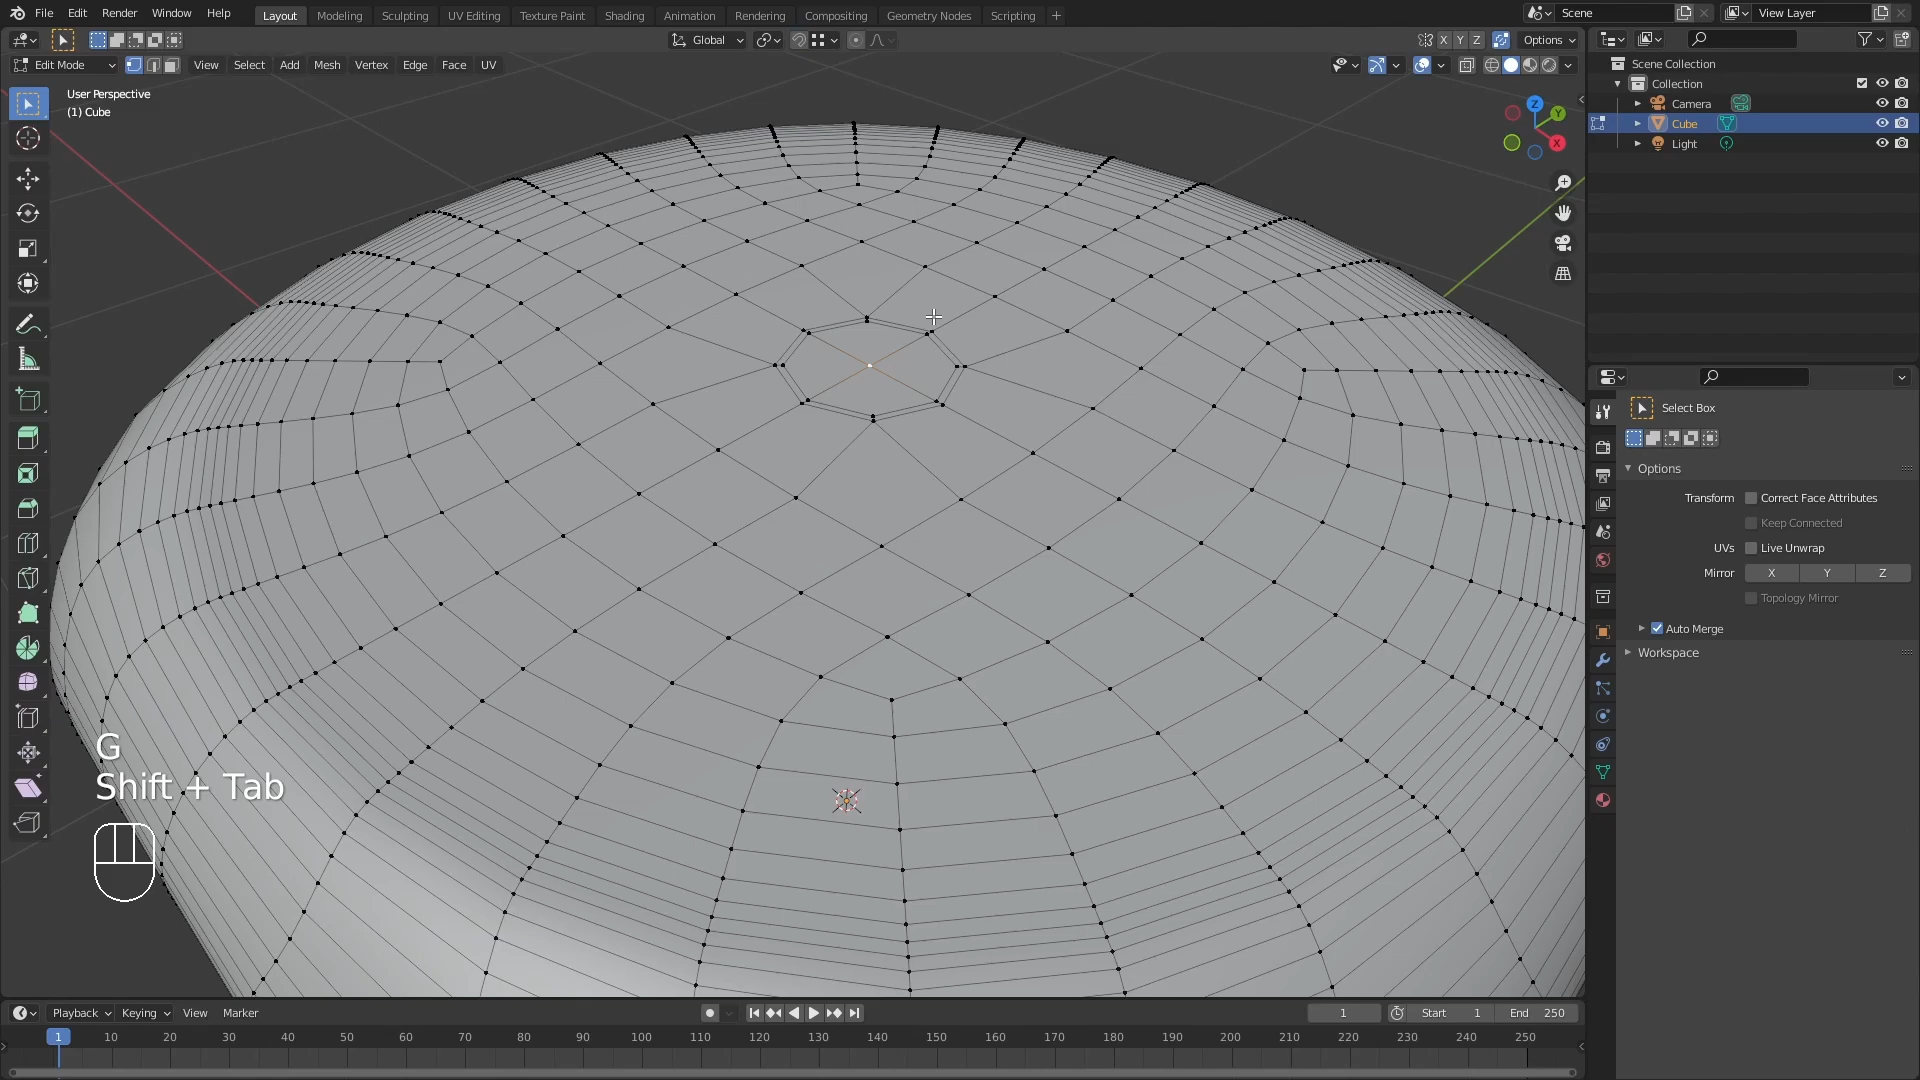 File Edit Render Window Help Layout Modeling Sculpting UV Editing Texture Paint Shading Animation Rendering Compositing Geometry Nodes Scripting + Scene View Layer
Global X Y Z Options
Edit Mode View Select Add Mesh Vertex Edge Face UV
User Perspective
(1) Cube
Z
Y
X
Scene Collection
Collection
Camera
Cube
Light
Select Box
Options
Transform Correct Face Attributes
Keep Connected
UVs Live Unwrap
Mirror X Y Z
Topology Mirror
Auto Merge
Workspace
G
Shift + Tab
Playback Keying View Marker 1 Start 1 End 250
1 10 20 30 40 50 60 70 80 90 100 110 120 130 140 150 160 170 180 190 200 210 220 230 240 250